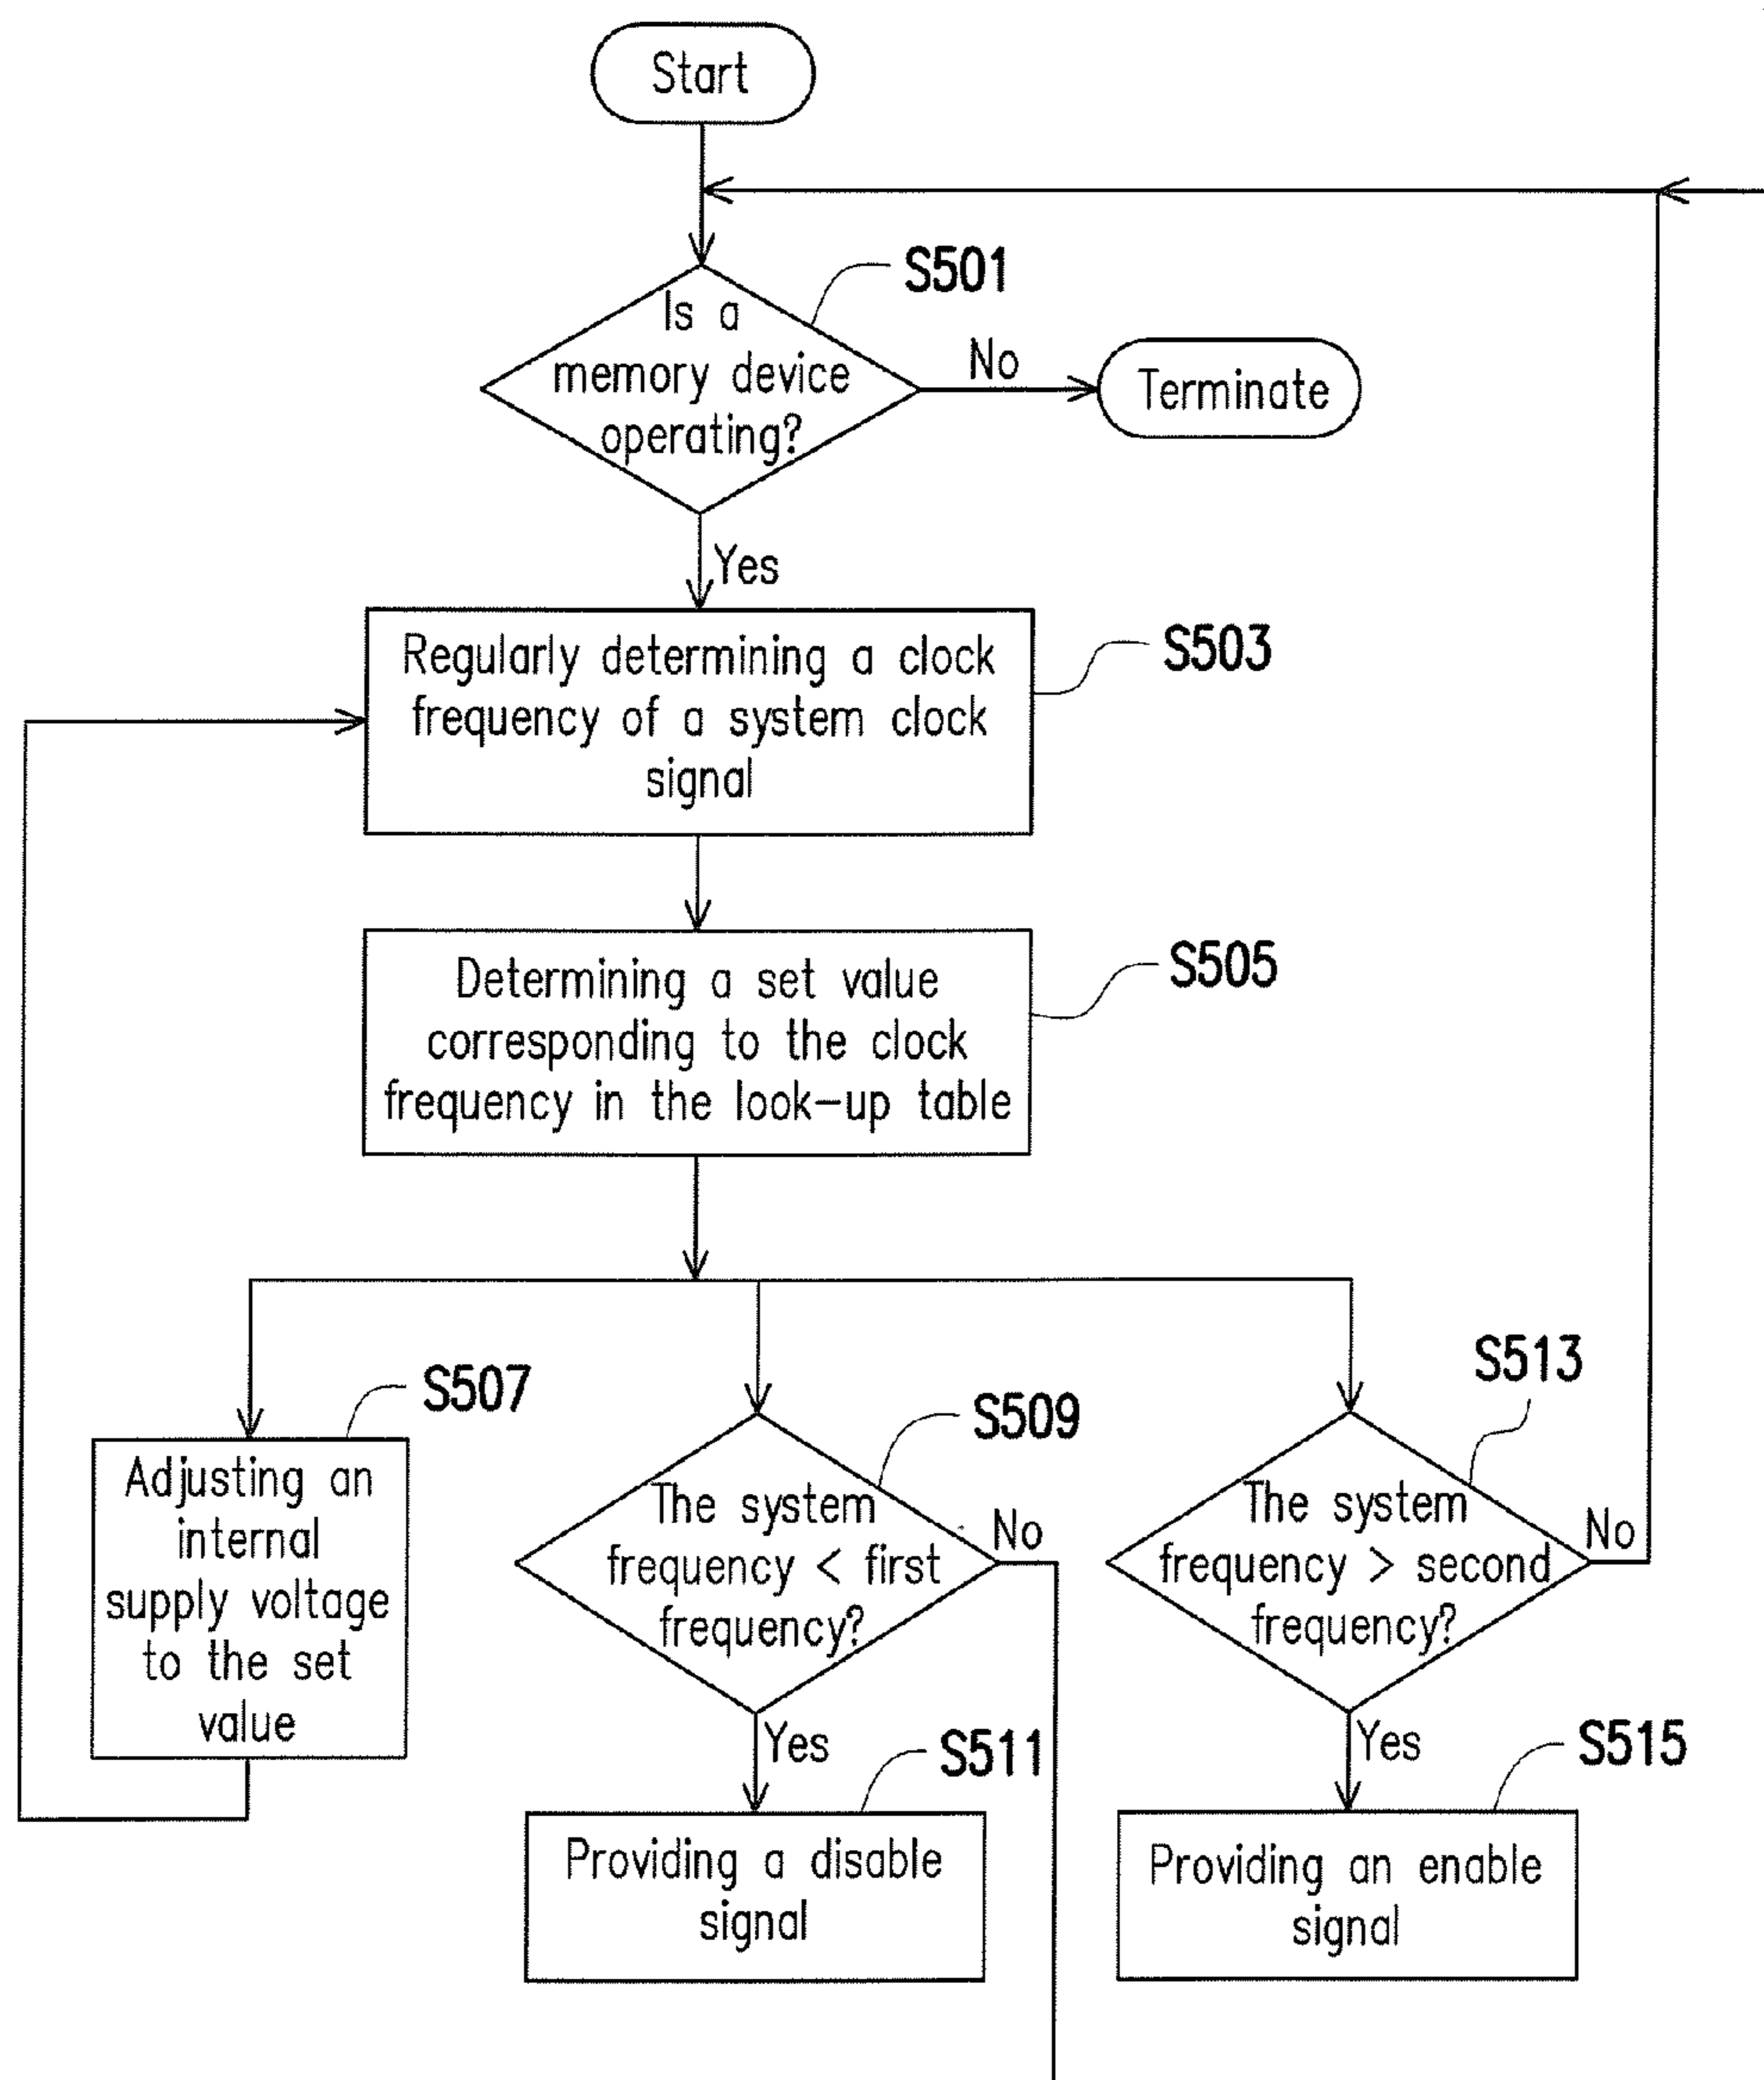 Start
S501
Is a
memory device
operating?
No
Terminate
Yes
Regularly determining a clock
frequency of a system clock
signal
S503
Determining a set value
corresponding to the clock
frequency in the look-up table
S505
S507
Adjusting an
internal
supply voltage
to the set
value
S509
The system
frequency < first
frequency?
No
Yes
S511
Providing a disable
signal
S513
The system
frequency > second
frequency?
No
Yes
S515
Providing an enable
signal